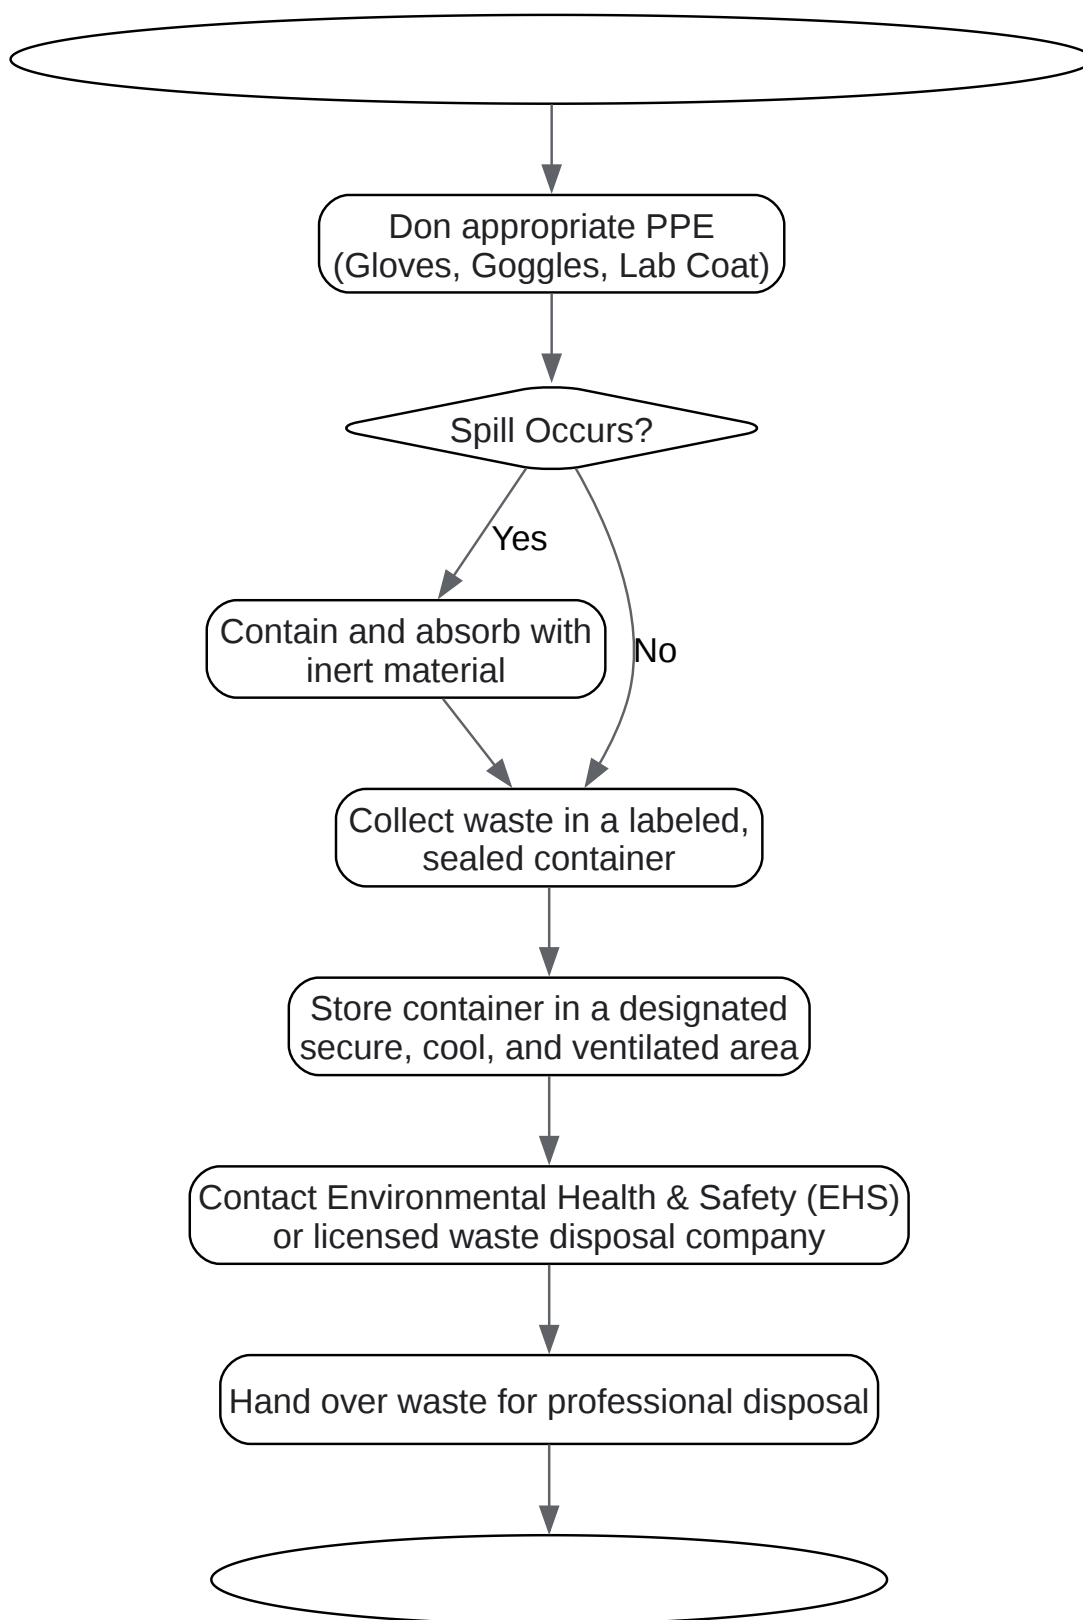 Don appropriate PPE
(Gloves, Goggles, Lab Coat)
Spill Occurs?
Yes
Contain and absorb with
inert material
No
Collect waste in a labeled,
sealed container
Store container in a designated
secure, cool, and ventilated area
Contact Environmental Health & Safety (EHS)
or licensed waste disposal company
Hand over waste for professional disposal